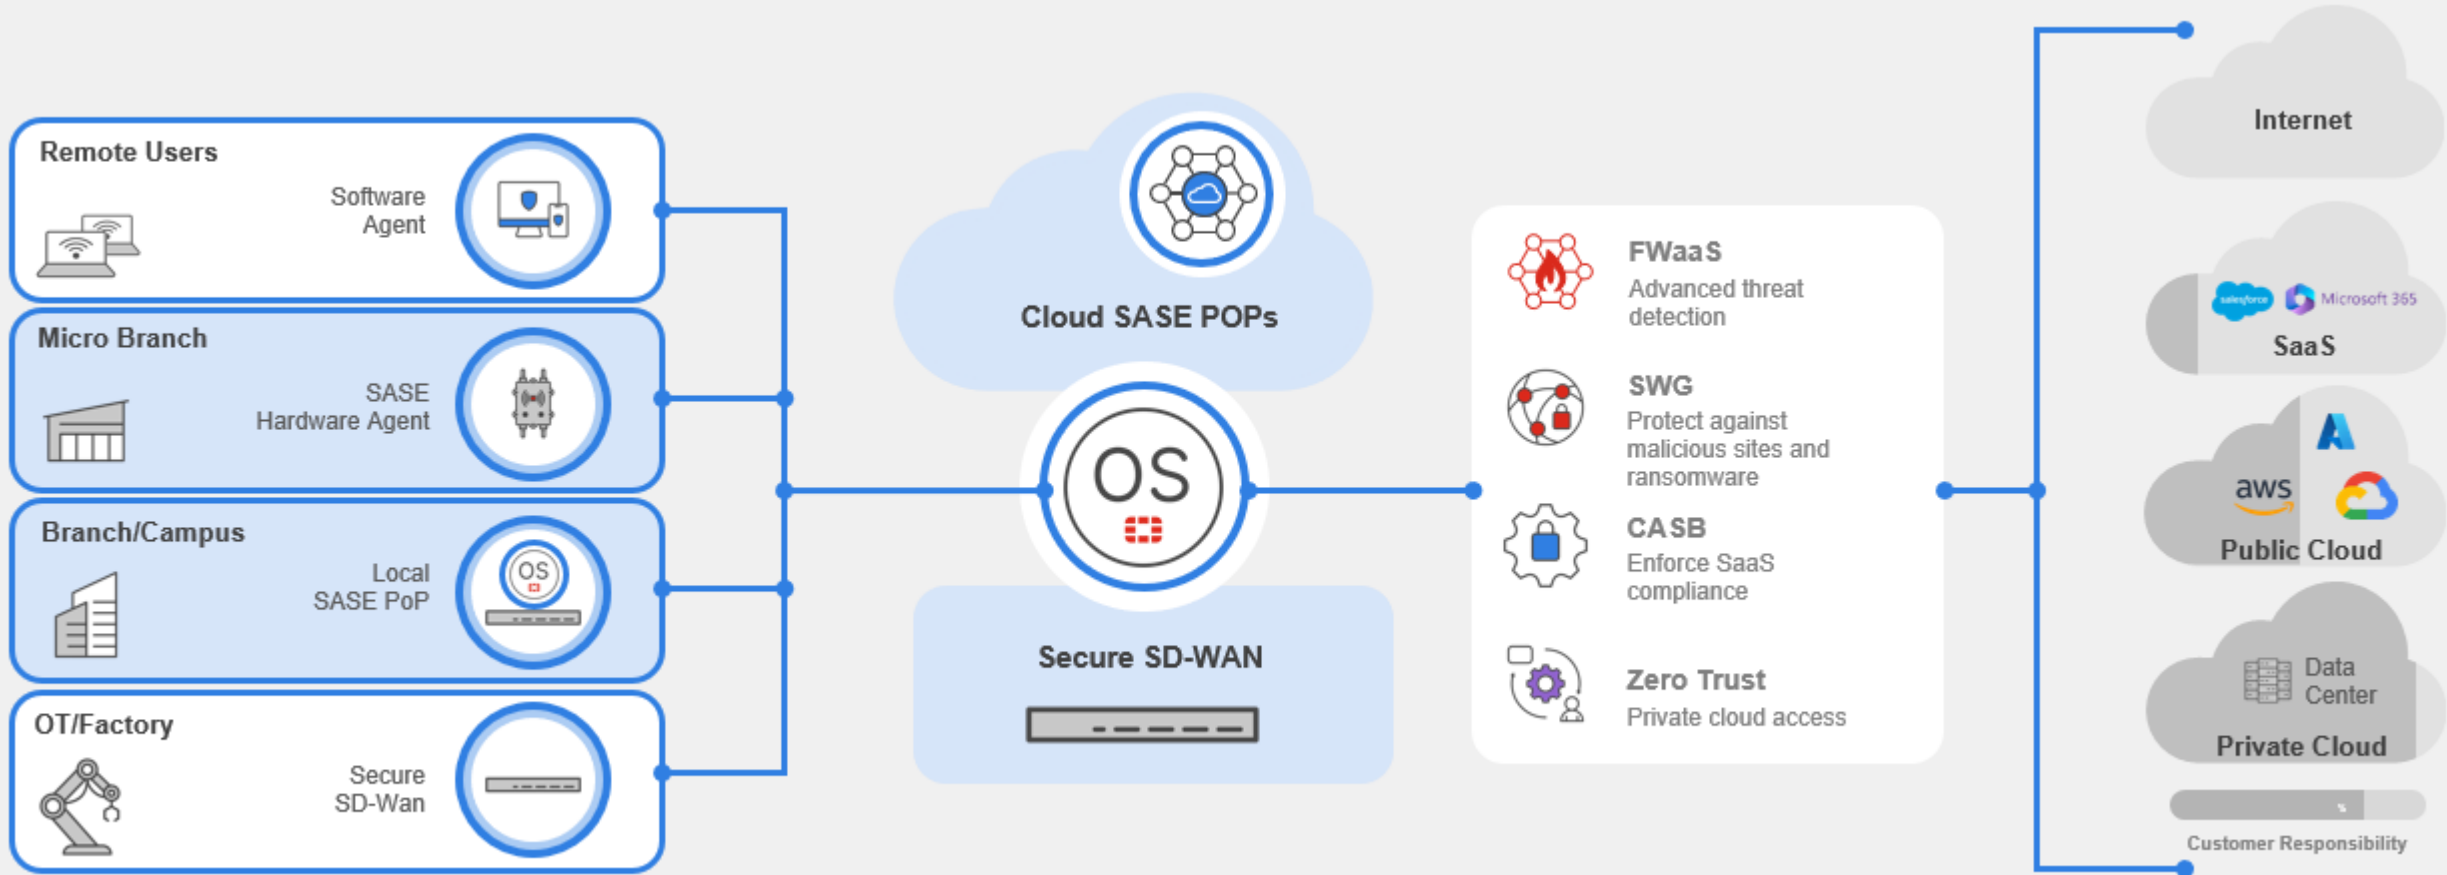 Remote Users
Software
Agent
Micro Branch
SASE
Hardware Agent
Branch/Campus
Local
SASE PoP
OS
OT/Factory
Secure
SD-Wan
Cloud SASE POPs
OS
Secure SD-WAN
FWaaS
Advanced threat
detection
SWG
Protect against
malicious sites and
ransomware
CASB
Enforce SaaS
compliance
Zero Trust
Private cloud access
Internet
salesforce
Microsoft 365
SaaS
aws
Public Cloud
Data
Center
Private Cloud
%
Customer Responsibility